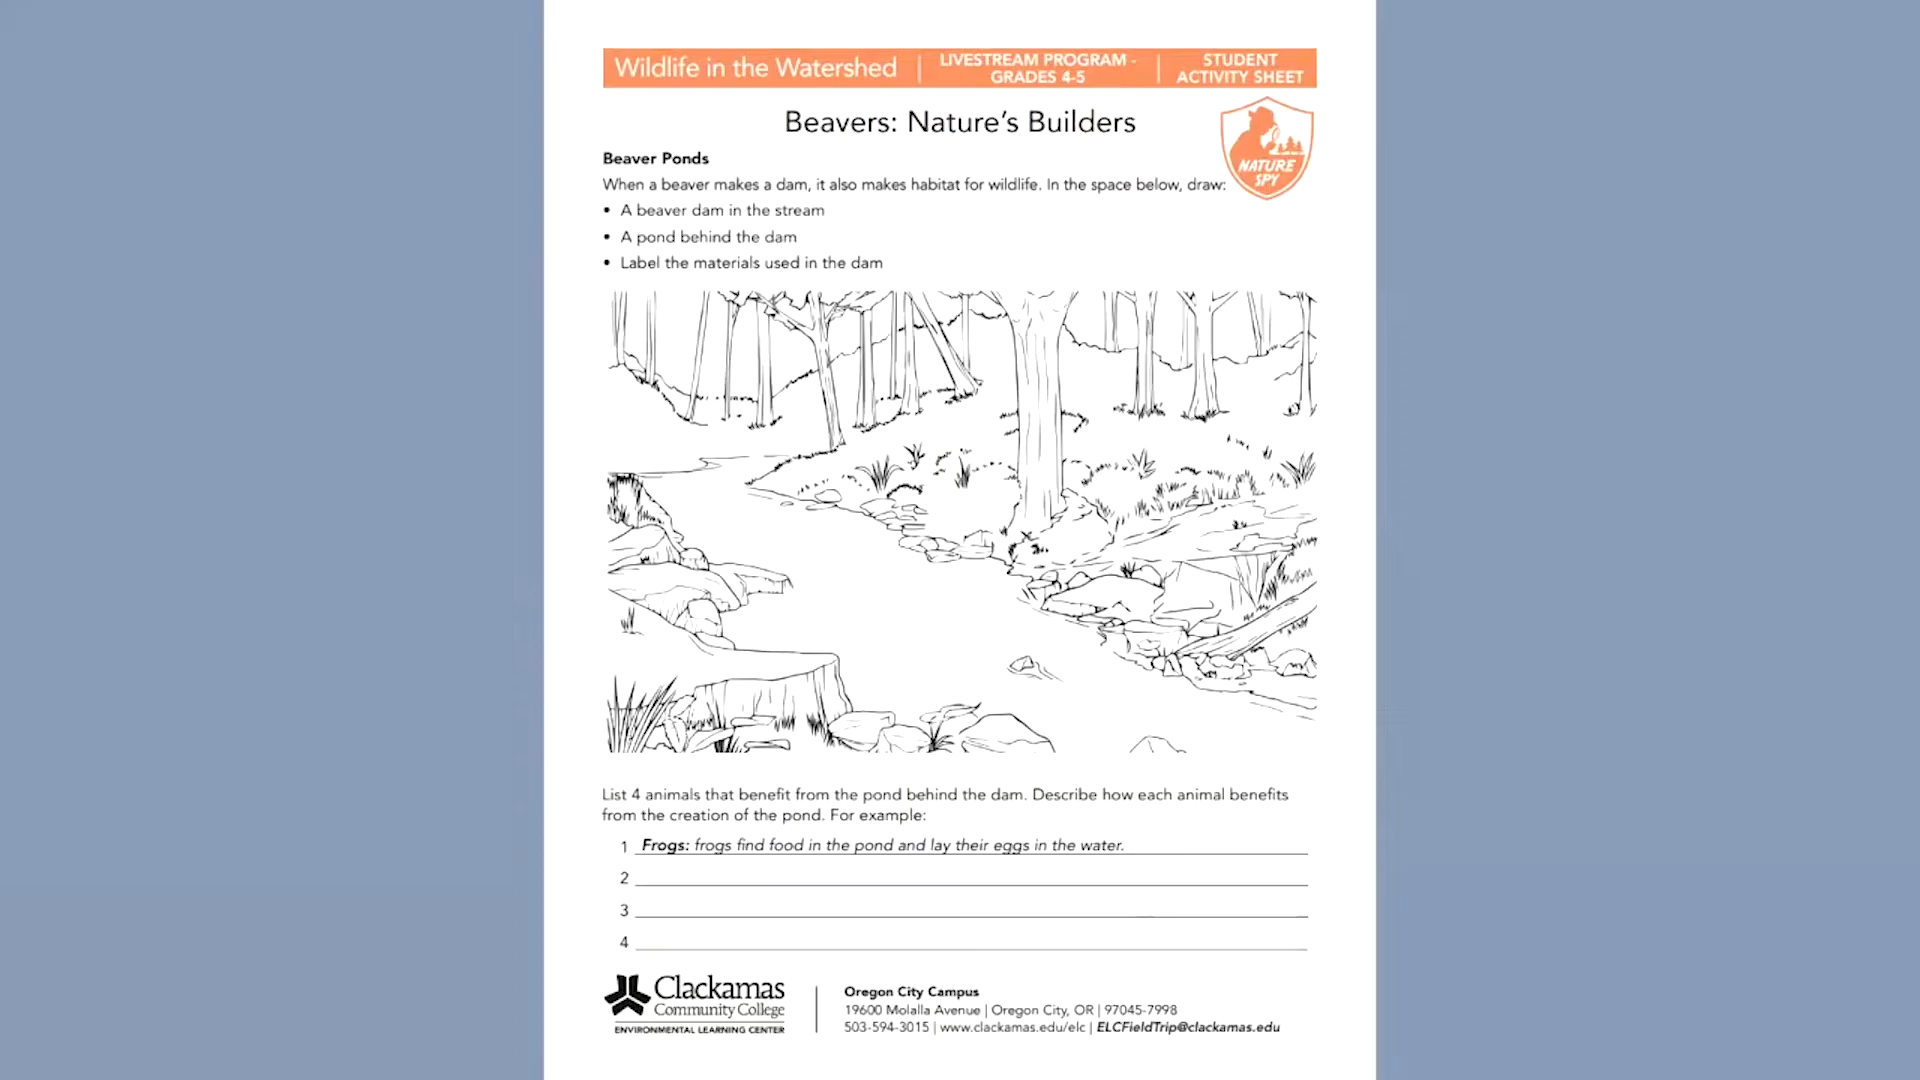 Wildlife in the Watershed
LIVESTREAM PROGRAM -
GRADES 4-5
STUDENT
ACTIVITY SHEET
Beavers: Nature's Builders
NATURE
SPY
Beaver Ponds
When a beaver makes a dam, it also makes habitat for wildlife. In the space below, draw:
• A beaver dam in the stream
• A pond behind the dam
• Label the materials used in the dam
List 4 animals that benefit from the pond behind the dam. Describe how each animal benefits
from the creation of the pond. For example:
1 Frogs: frogs find food in the pond and lay their eggs in the water.
2
3
4
Clackamas
Community College
ENVIRONMENTAL LEARNING CENTER
Oregon City Campus
19600 Molalla Avenue | Oregon City, OR | 97045-7998
503-594-3015 | www.clackamas.edu/elc | ELCFieldTrip@clackamas.edu